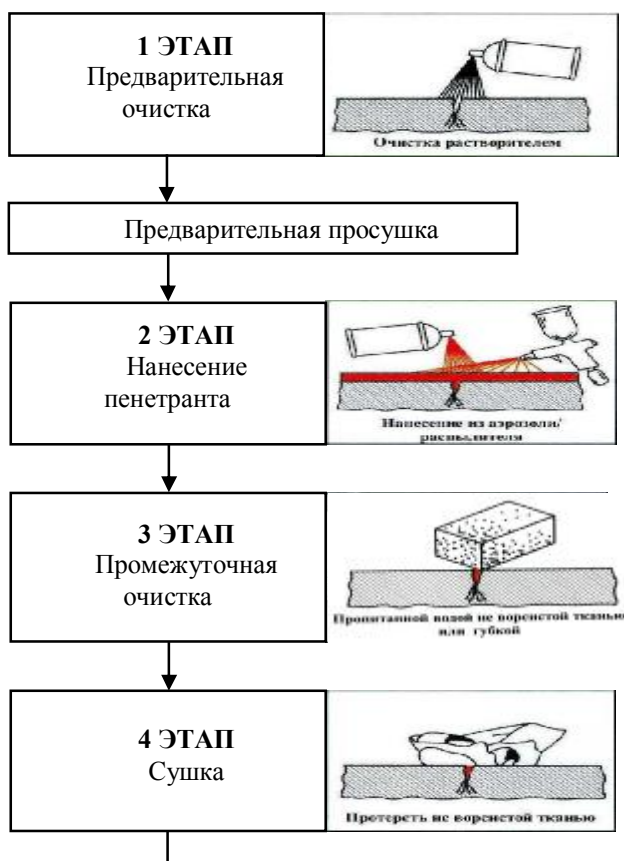 1 ЭТАП
Предварительная
очистка
Очистка растворителем
Предварительная просушка
2 ЭТАП
Нанесение
пенетранта
Нанесение из аэрозоли/
распылителя
3 ЭТАП
Промежуточная
очистка
Пропитанной водой не ворсистой тканью
или губкой
4 ЭТАП
Сушка
Протереть не ворсистой тканью